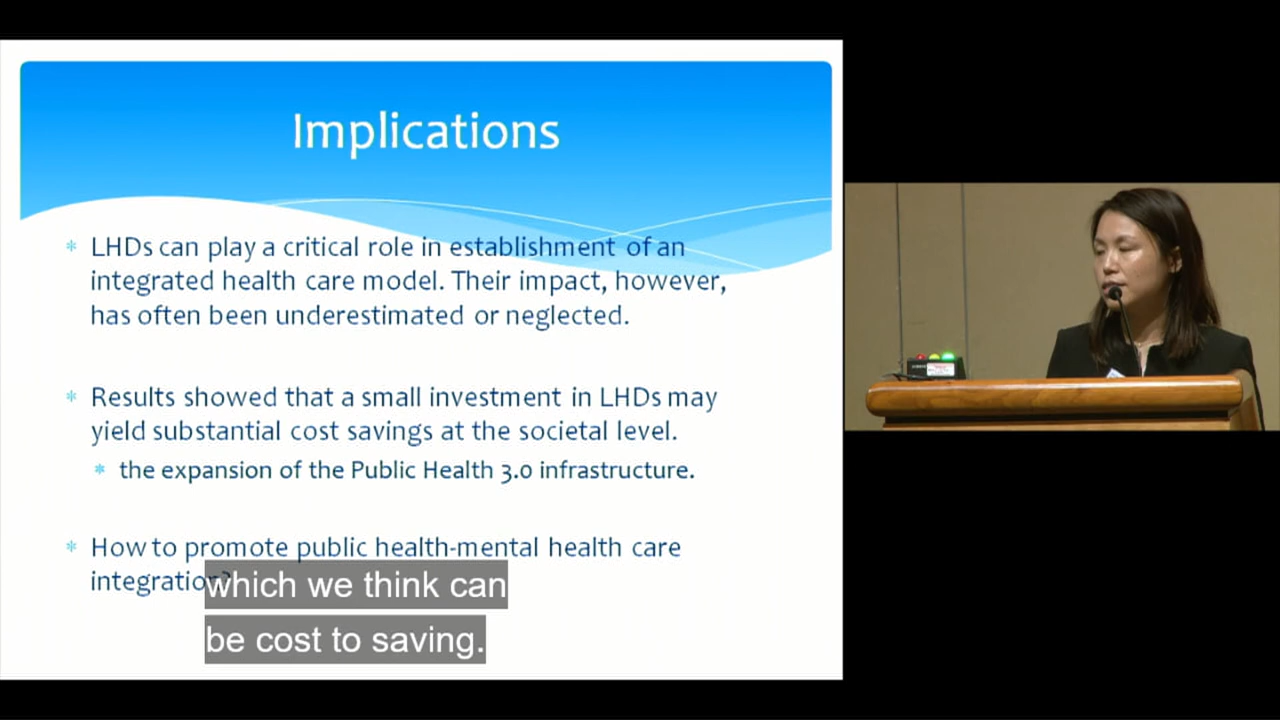 Implications
* LHDs can play a critical role in establishment of an
integrated health care model. Their impact, however,
has often been underestimated or neglected.
* Results showed that a small investment in LHDs may
yield substantial cost savings at the societal level.
* the expansion of the Public Health 3.0 infrastructure.
* How to promote public health-mental health care
integration?
which we think can
be cost to saving.